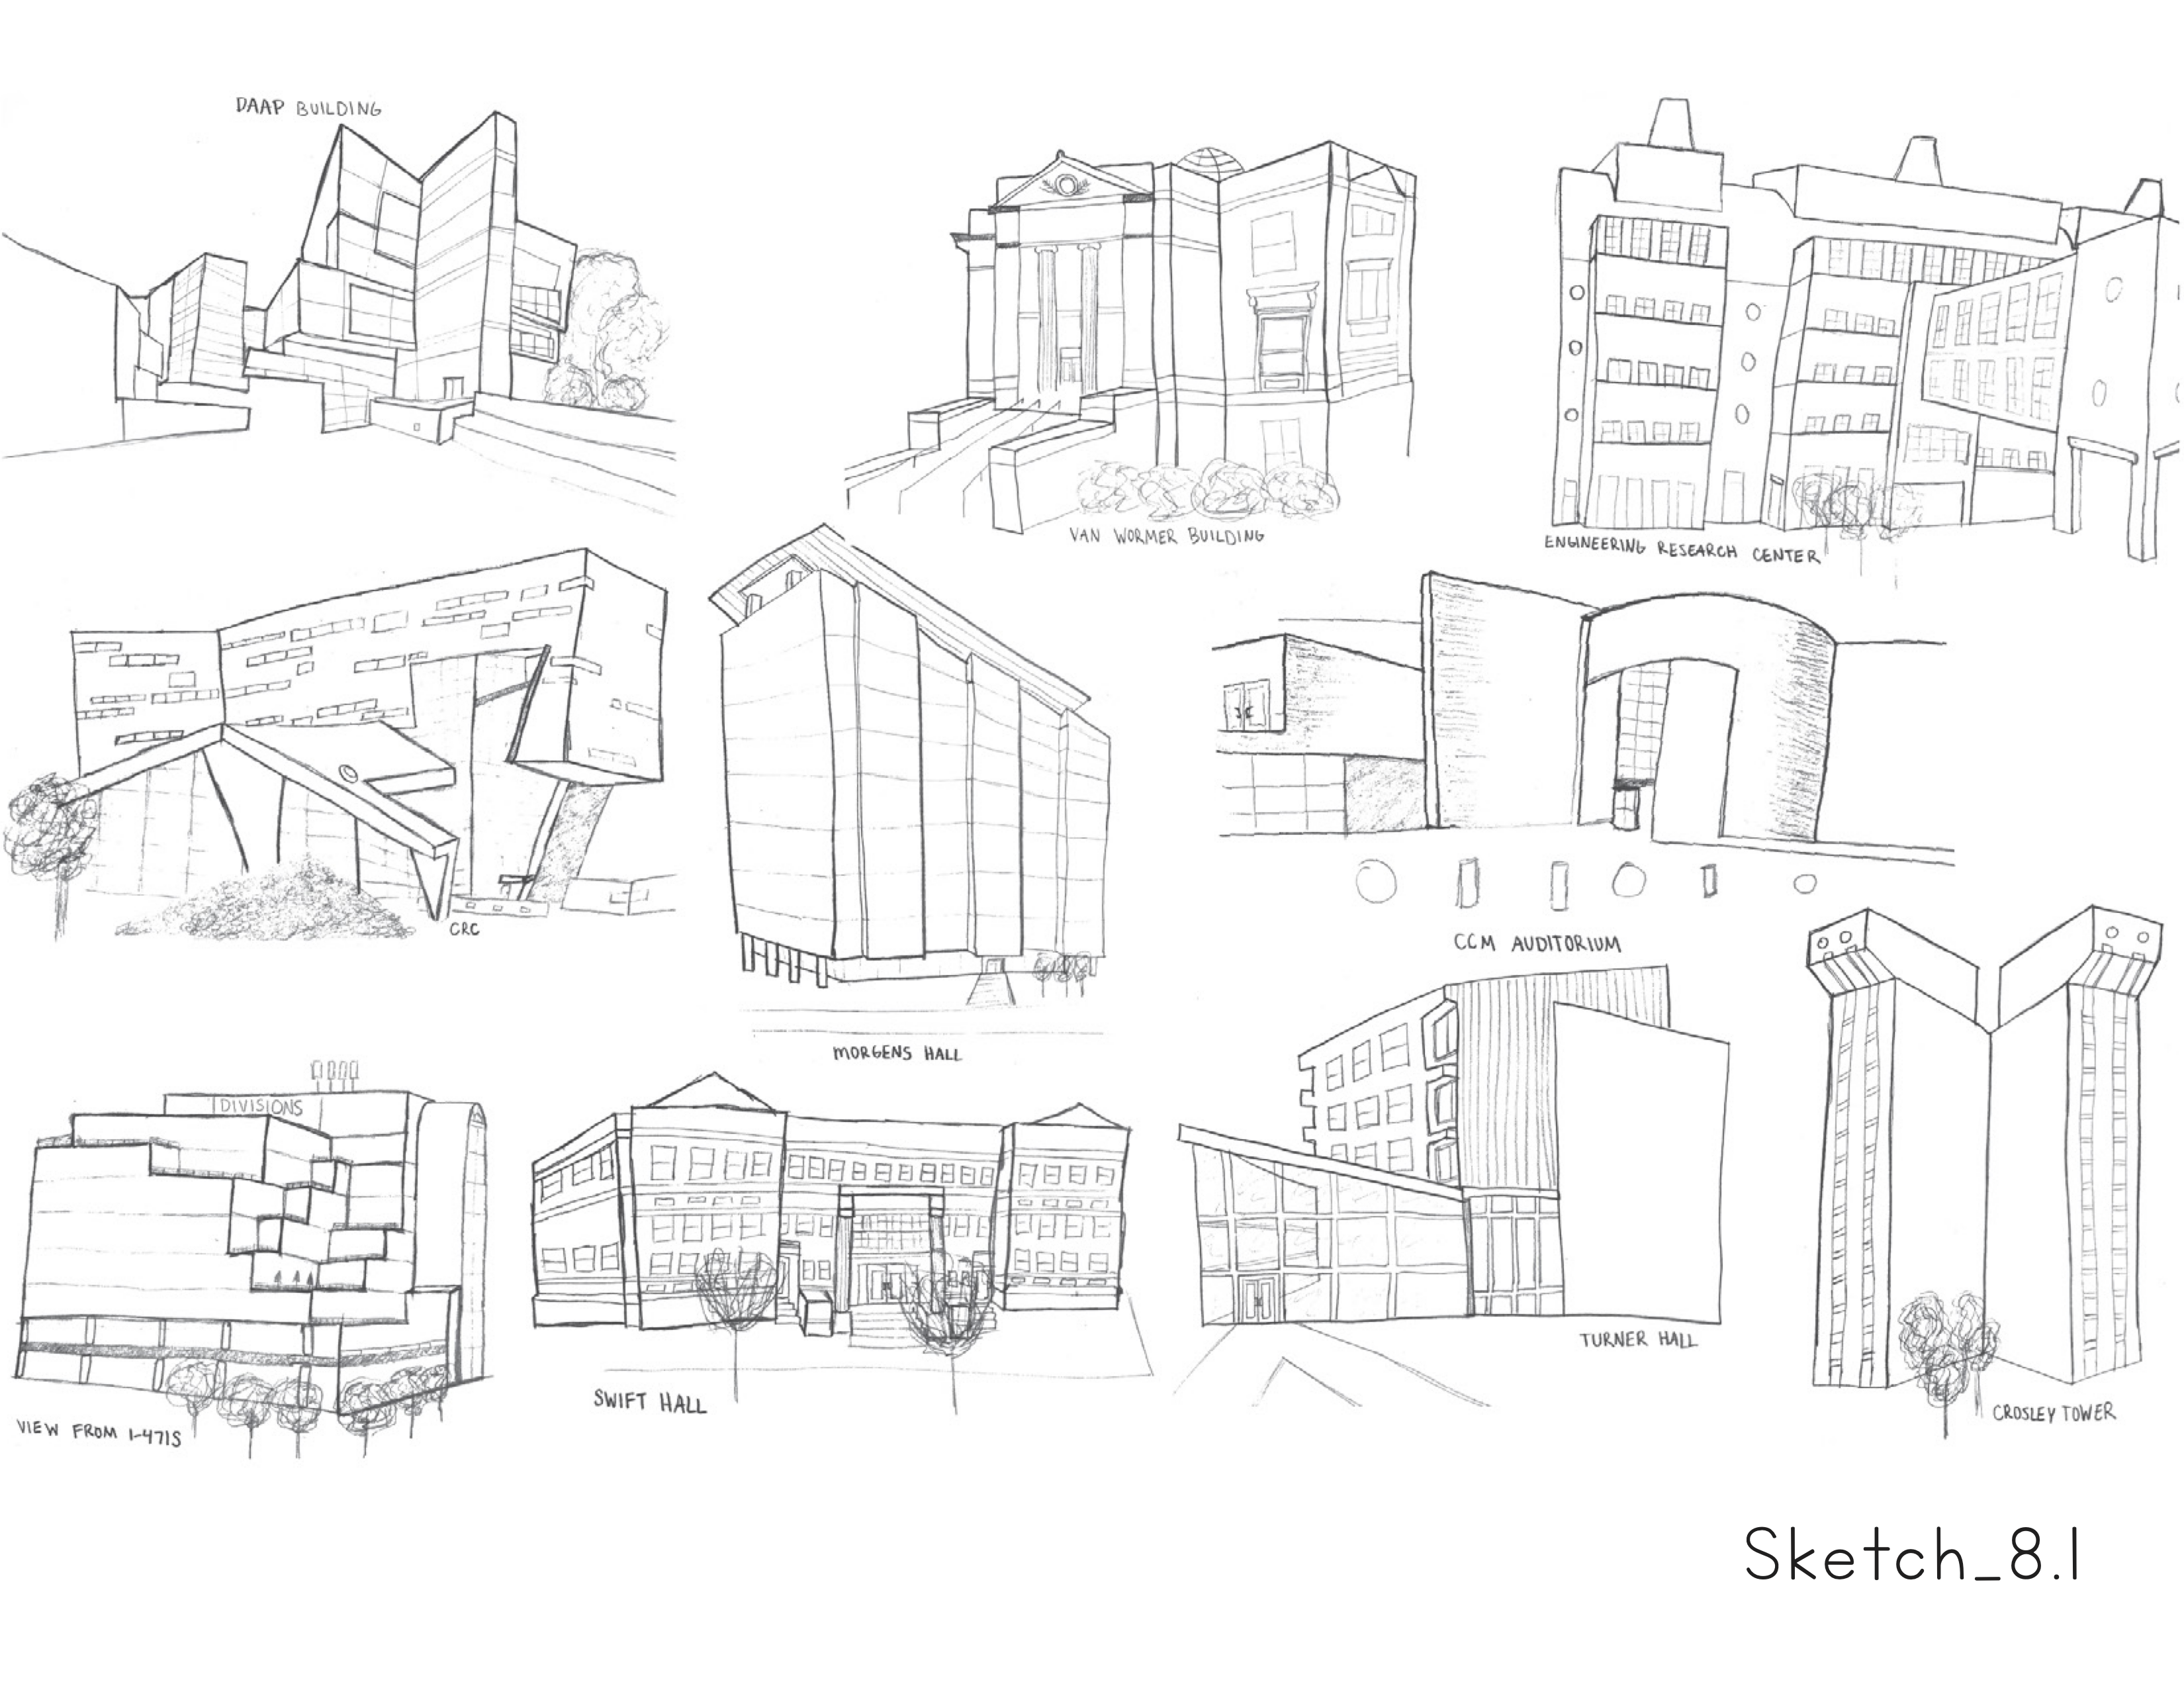 DAAP BUILDING
VAN WORMER BUILDING
ENGINEERING RESEARCH CENTER
CRC
MORGENS HALL
CCM AUDITORIUM
DIVISIONS
VIEW FROM I-471S
SWIFT HALL
TURNER HALL
CROSLEY TOWER
Sketch_8.1